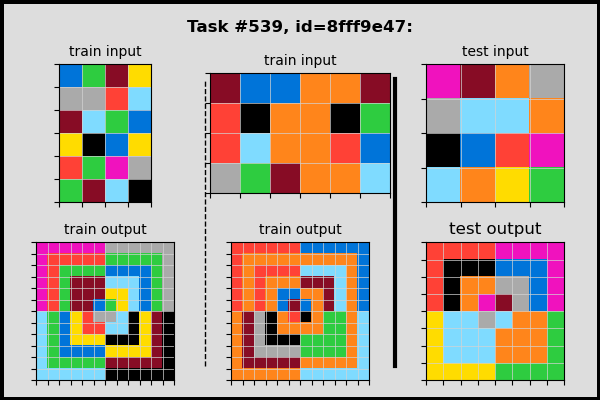 Task #539, id=8fff9e47:
train input
train input
test input
train output
train output
test output